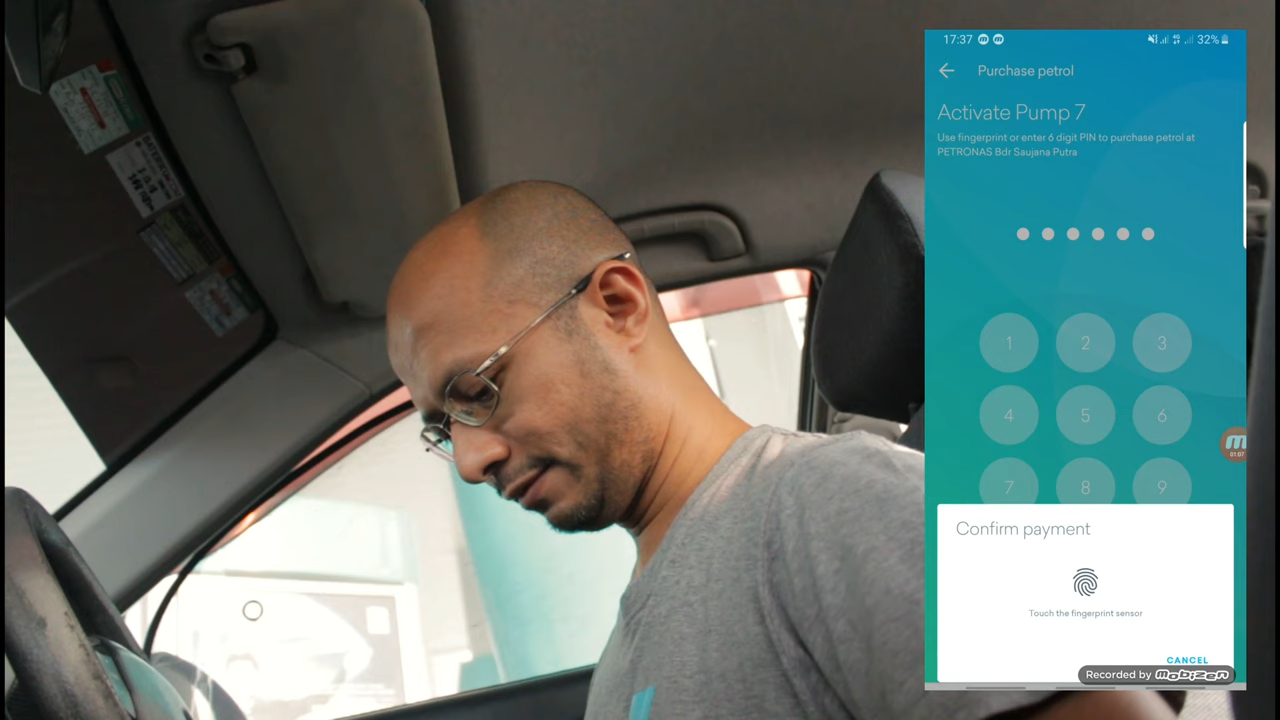 17:37
32%
Purchase petrol
Activate Pump 7
Use fingerprint or enter 6 digit PIN to purchase petrol at
PETRONAS Bdr Saujana Putra
1 2 3
4 5 6
7 8 9
01:07
Confirm payment
Touch the fingerprint sensor
CANCEL
Recorded by mobizen